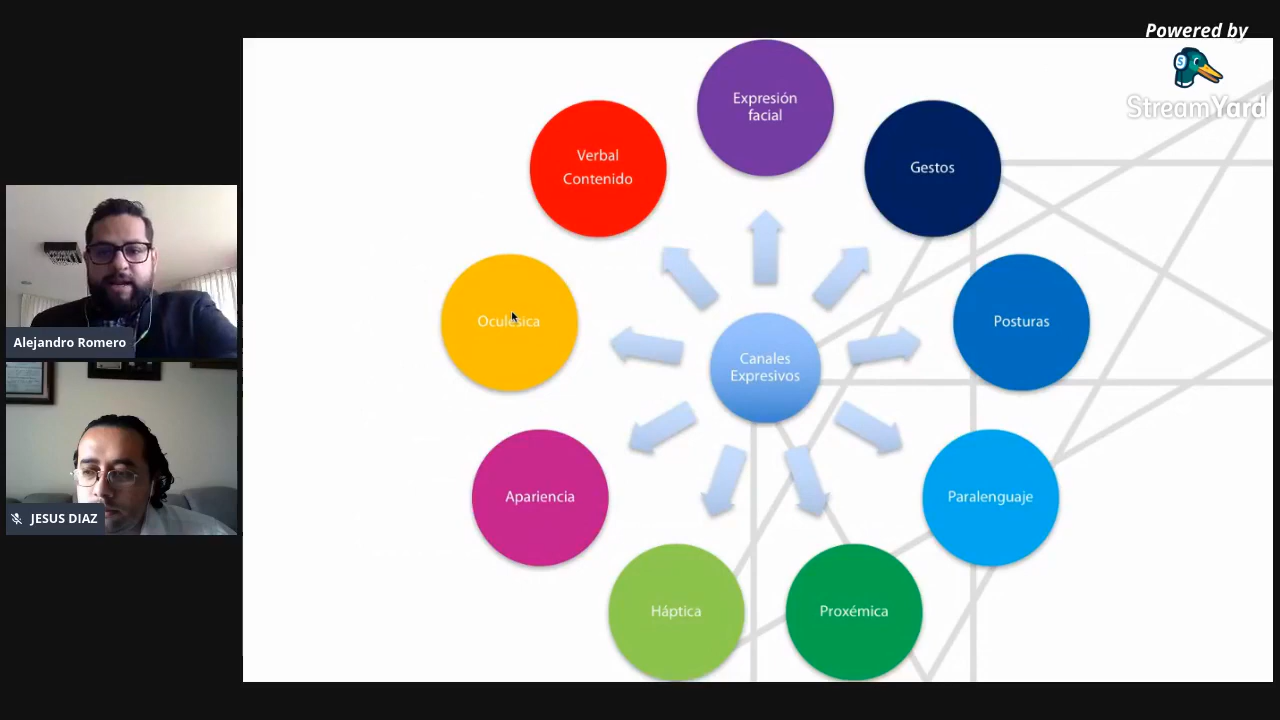 Powered by
StreamYard
Expresión
facial
Verbal
Contenido
Gestos
Oculésica
Canales
Expresivos
Posturas
Alejandro Romero
Apariencia
Paralenguaje
JESUS DIAZ
Háptica
Proxémica